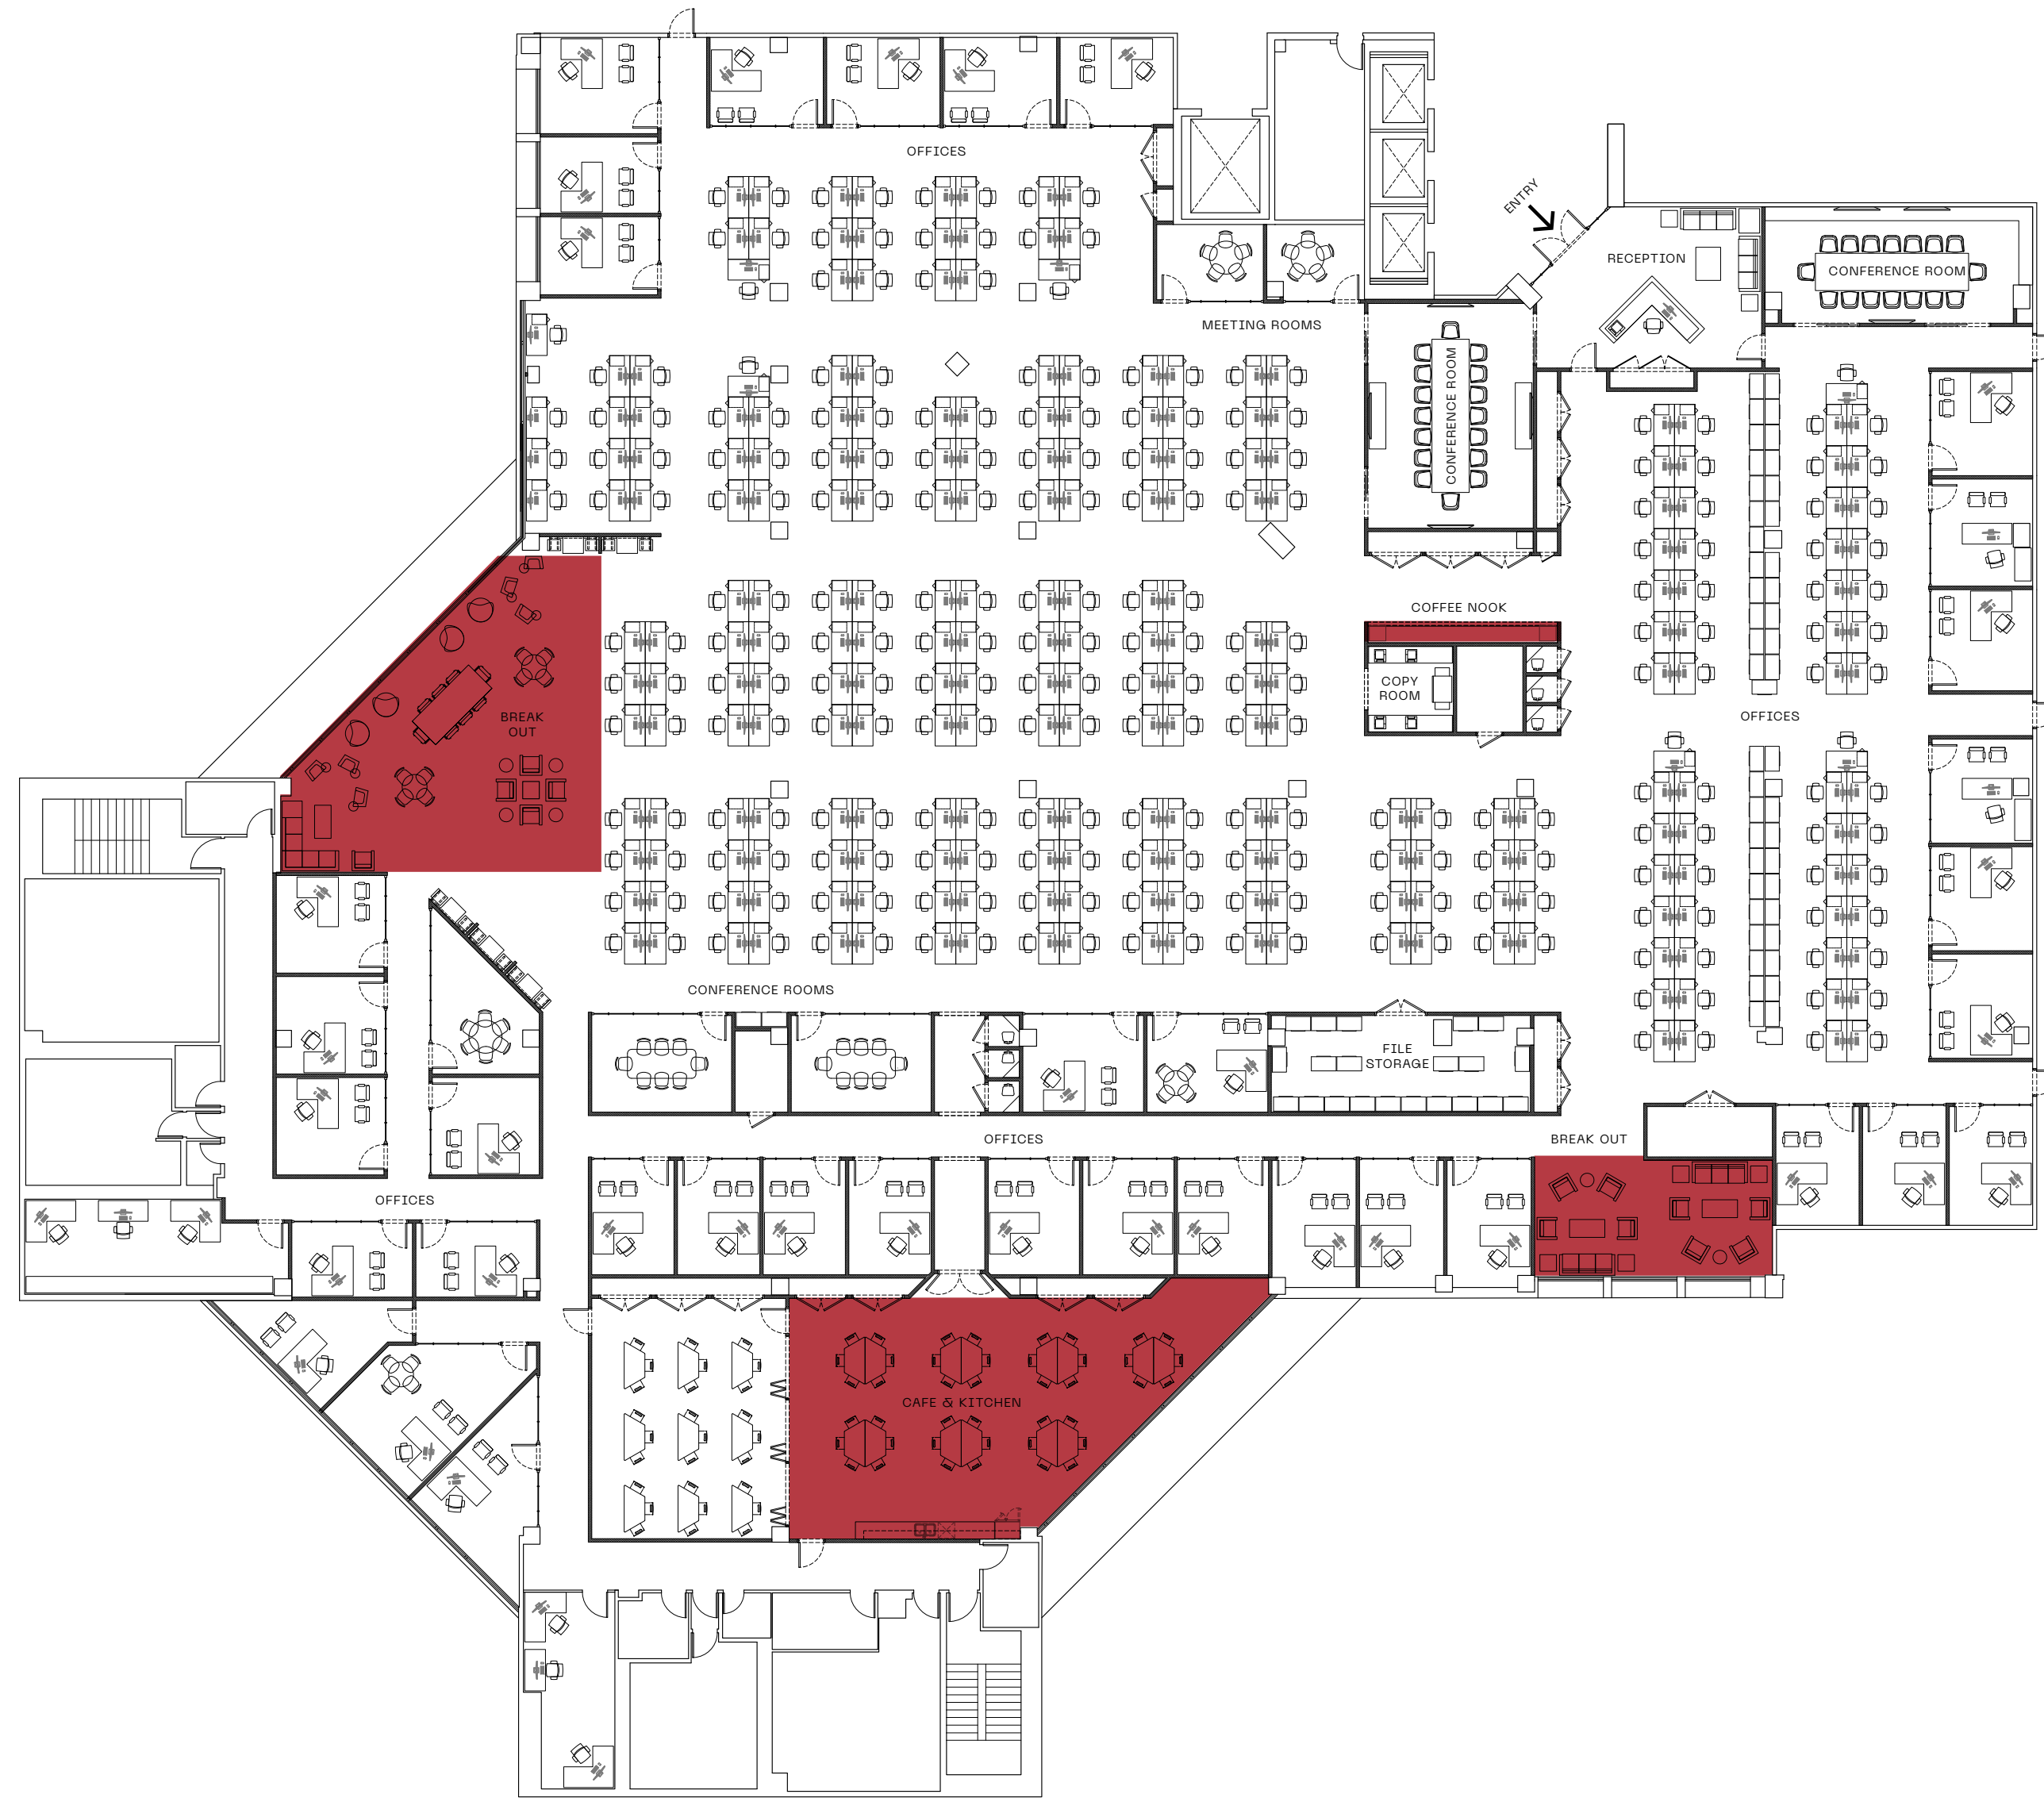 OFFICES
ENTRY
RECEPTION
CONFERENCE ROOM
MEETING ROOMS
CONFERENCE ROOM
COFFEE NOOK
COPY
ROOM
BREAK
OUT
OFFICES
CONFERENCE ROOMS
FILE
STORAGE
OFFICES
BREAK OUT
OFFICES
CAFE & KITCHEN